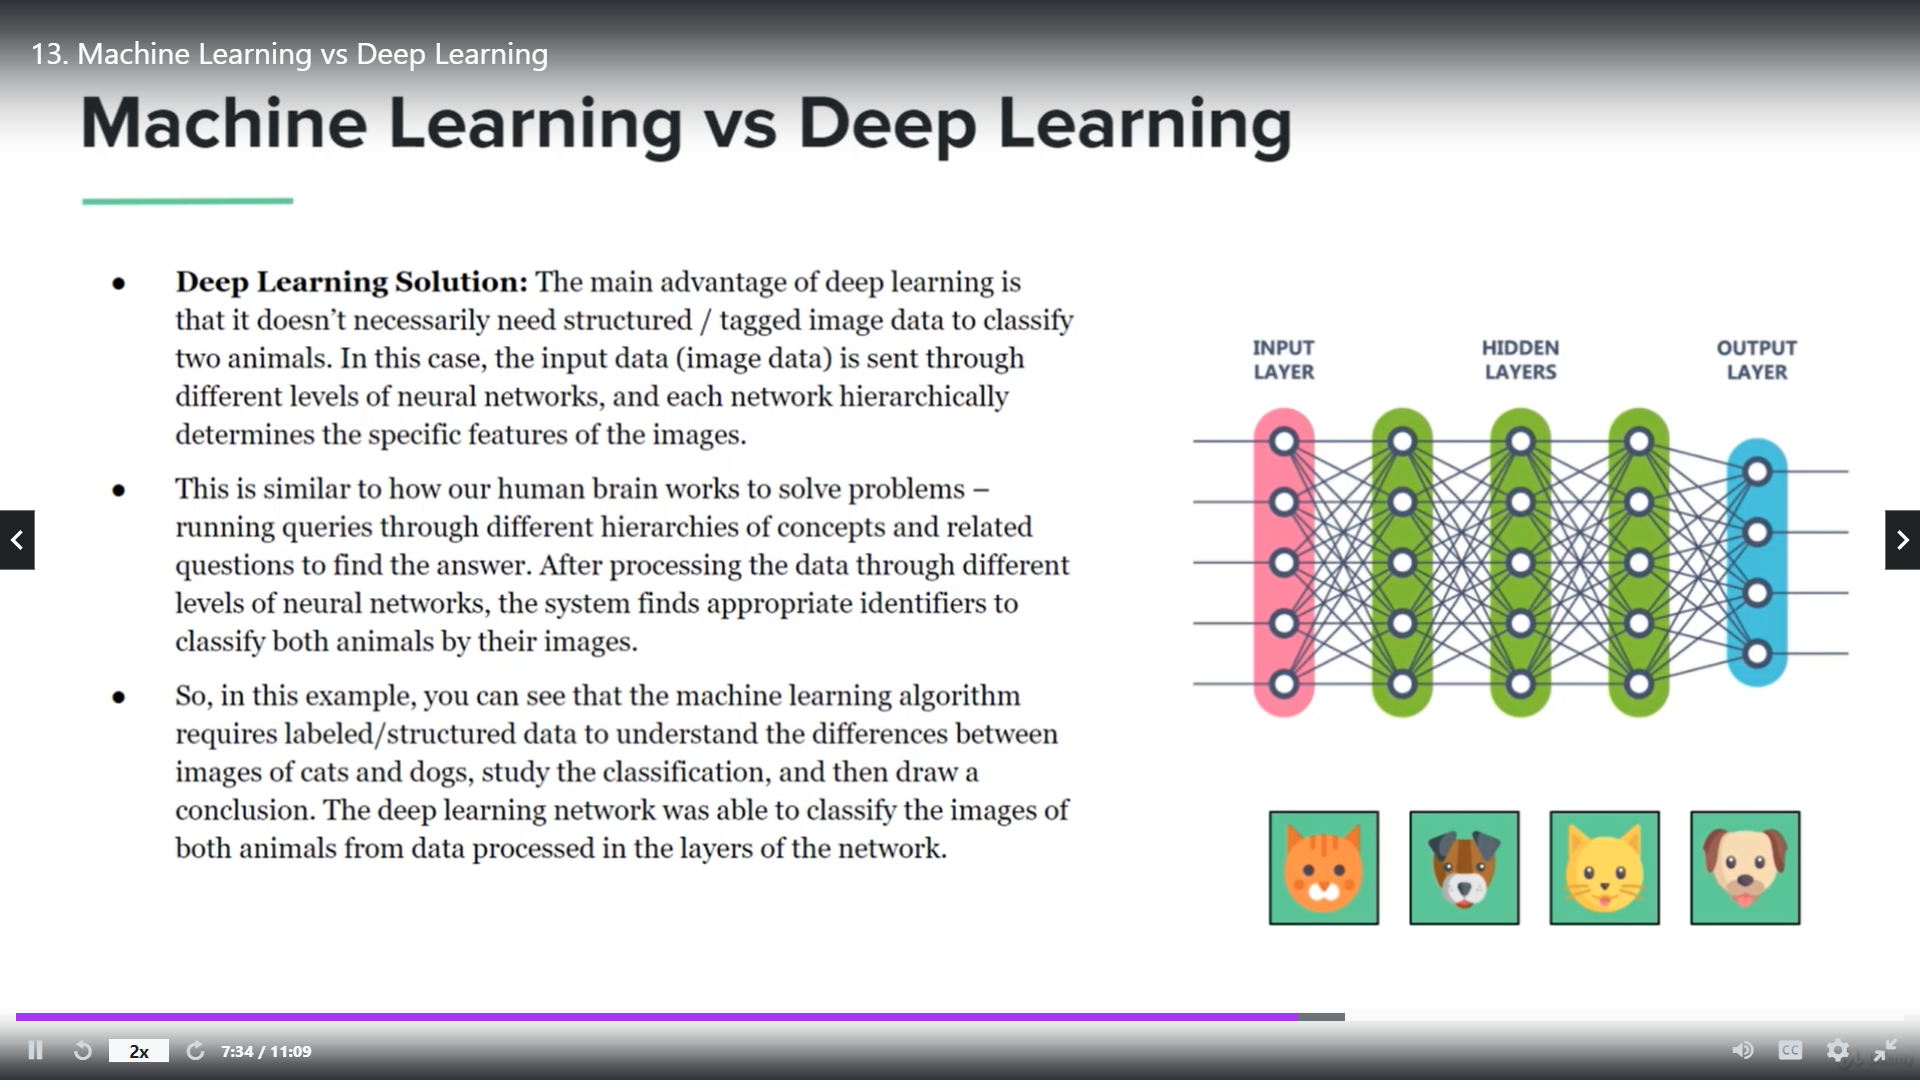 13. Machine Learning vs Deep Learning
Machine Learning vs Deep Learning
● Deep Learning Solution: The main advantage of deep learning is
that it doesn’t necessarily need structured / tagged image data to classify
two animals. In this case, the input data (image data) is sent through
different levels of neural networks, and each network hierarchically
determines the specific features of the images.
● This is similar to how our human brain works to solve problems –
running queries through different hierarchies of concepts and related
questions to find the answer. After processing the data through different
levels of neural networks, the system finds appropriate identifiers to
classify both animals by their images.
● So, in this example, you can see that the machine learning algorithm
requires labeled/structured data to understand the differences between
images of cats and dogs, study the classification, and then draw a
conclusion. The deep learning network was able to classify the images of
both animals from data processed in the layers of the network.
INPUT
LAYER
HIDDEN
LAYERS
OUTPUT
LAYER
2x
7:34 / 11:09
CC